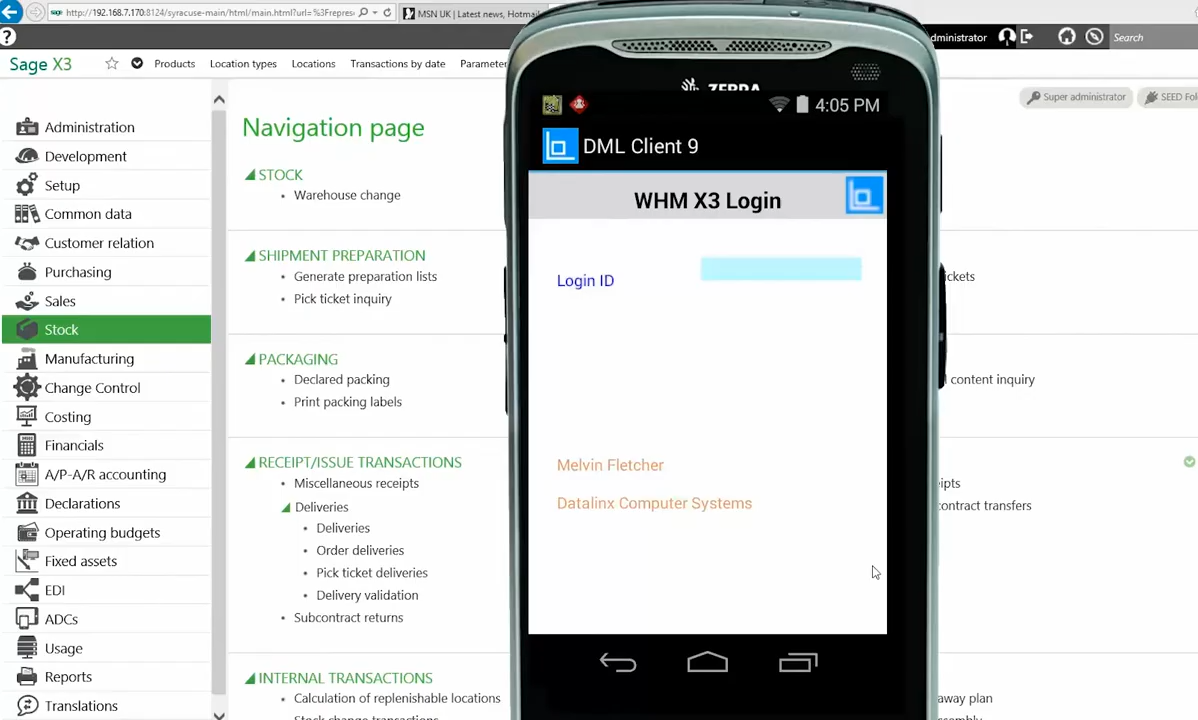 http://192.168.7.170:8124/syracuse-main/html/main.html?url=%3Frepres
MSN UK | Latest news, Hotmail
Search
Sage X3
Products
Location types
Locations
Transactions by date
Super administrator
SEED Fol
Administration
Development
Setup
Common data
Customer relation
Purchasing
Sales
Stock
Manufacturing
Change Control
Costing
Financials
A/P-A/R accounting
Declarations
Operating budgets
Fixed assets
EDI
ADCs
Usage
Reports
Translations
Navigation page
STOCK
Warehouse change
SHIPMENT PREPARATION
Generate preparation lists
Pick ticket inquiry
PACKAGING
Declared packing
Print packing labels
content inquiry
RECEIPT/ISSUE TRANSACTIONS
Miscellaneous receipts
Deliveries
Deliveries
Order deliveries
Pick ticket deliveries
Delivery validation
Subcontract returns
transfers
INTERNAL TRANSACTIONS
Calculation of replenishable locations
Stock change transactions
away plan
ZEBRA
4:05 PM
DML Client 9
WHM X3 Login
Login ID
Melvin Fletcher
Datalinx Computer Systems